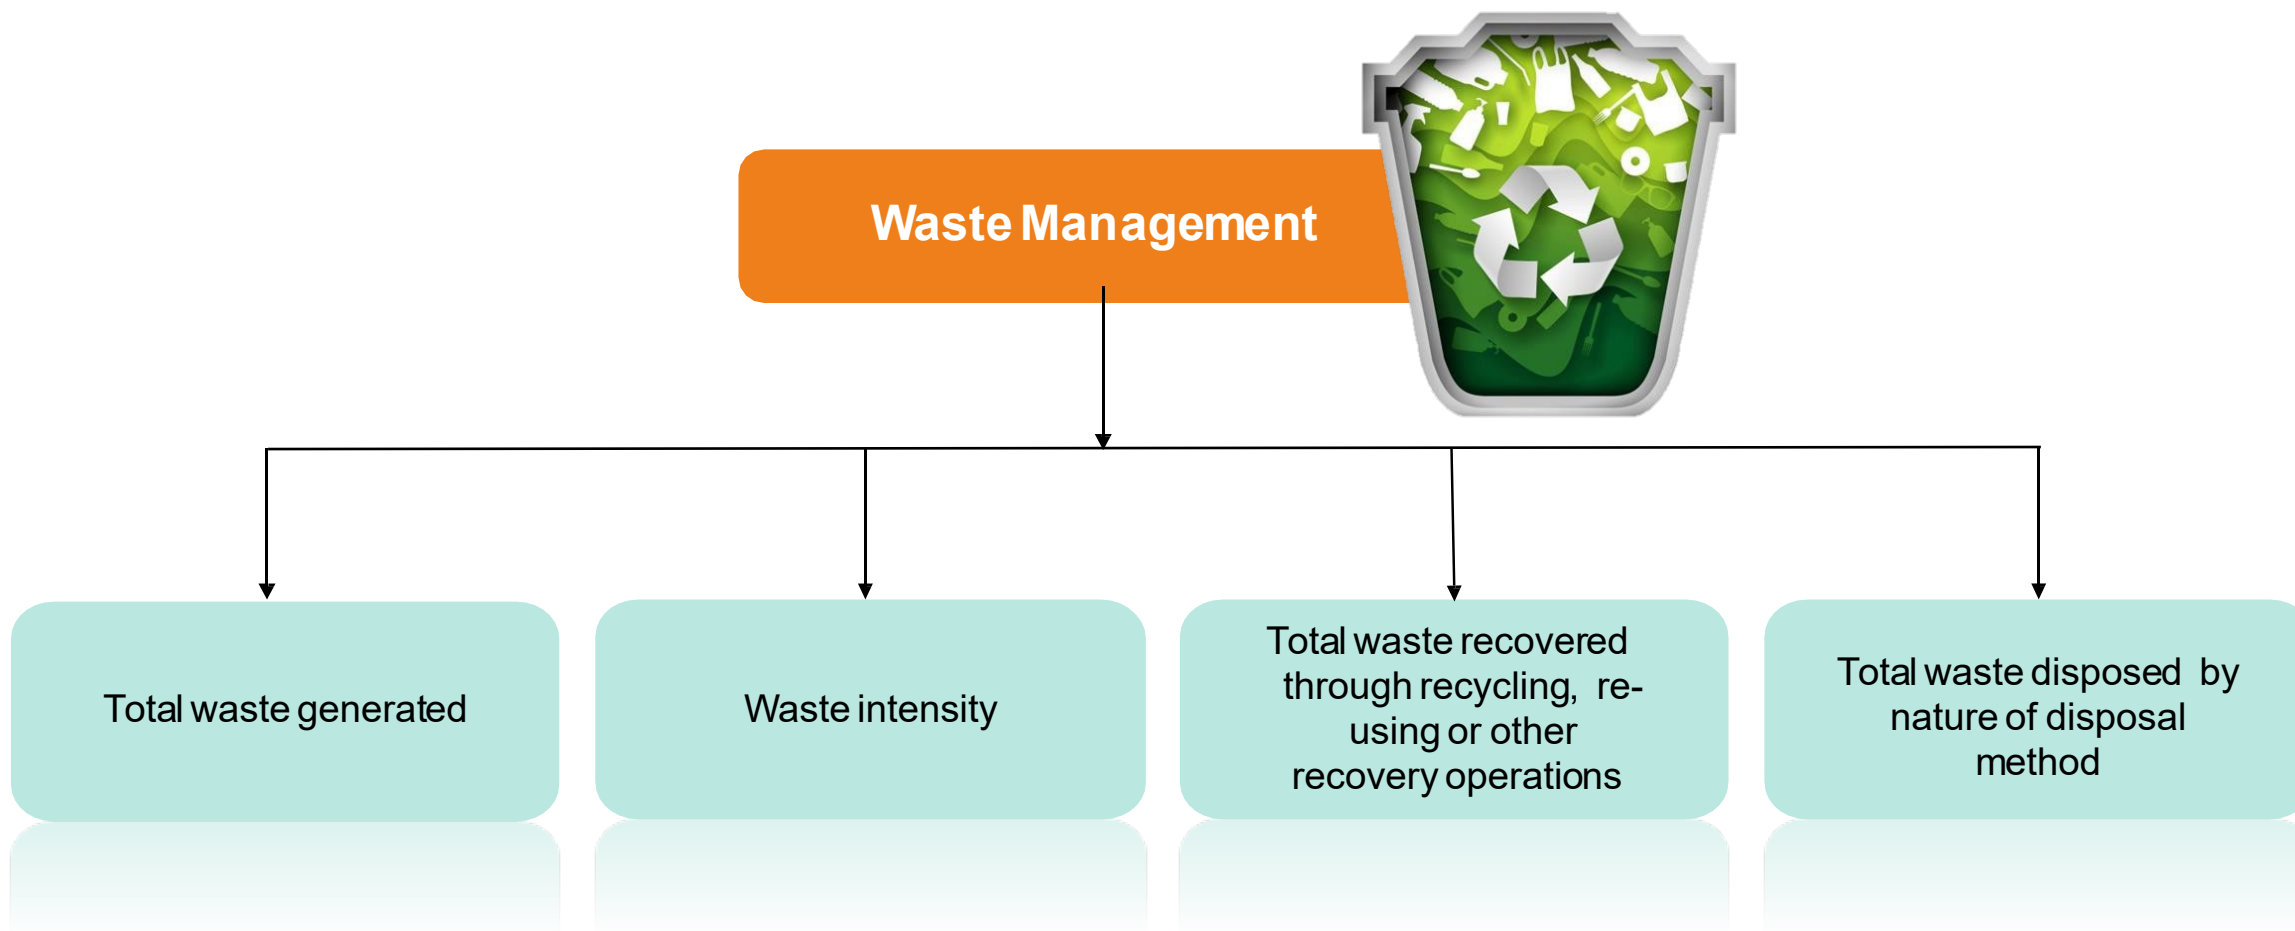 Waste Management
Total waste generated
Waste intensity
Total waste recovered
through recycling, re-
using or other
recovery operations
Total waste disposed by
nature of disposal
method